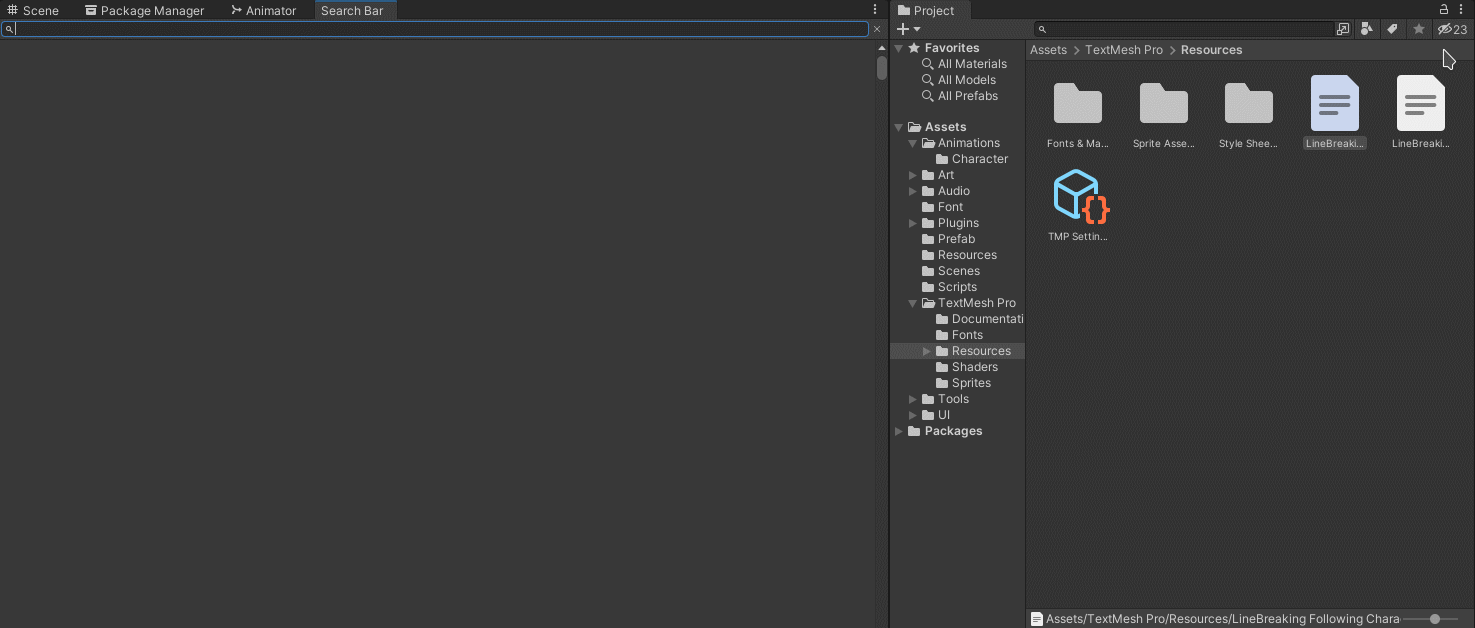 Scene
Package Manager
Animator
Search Bar
Project
23
Favorites
All Materials
All Models
All Prefabs
Assets
Animations
Character
Art
Audio
Font
Plugins
Prefab
Resources
Scenes
Scripts
TextMesh Pro
Documentati
Fonts
Resources
Shaders
Sprites
Tools
UI
Packages
Assets > TextMesh Pro > Resources
Fonts & Ma...
Sprite Asse...
Style Shee...
LineBreaki...
LineBreaki...
TMP Settin...
Assets/TextMesh Pro/Resources/LineBreaking Following Chara